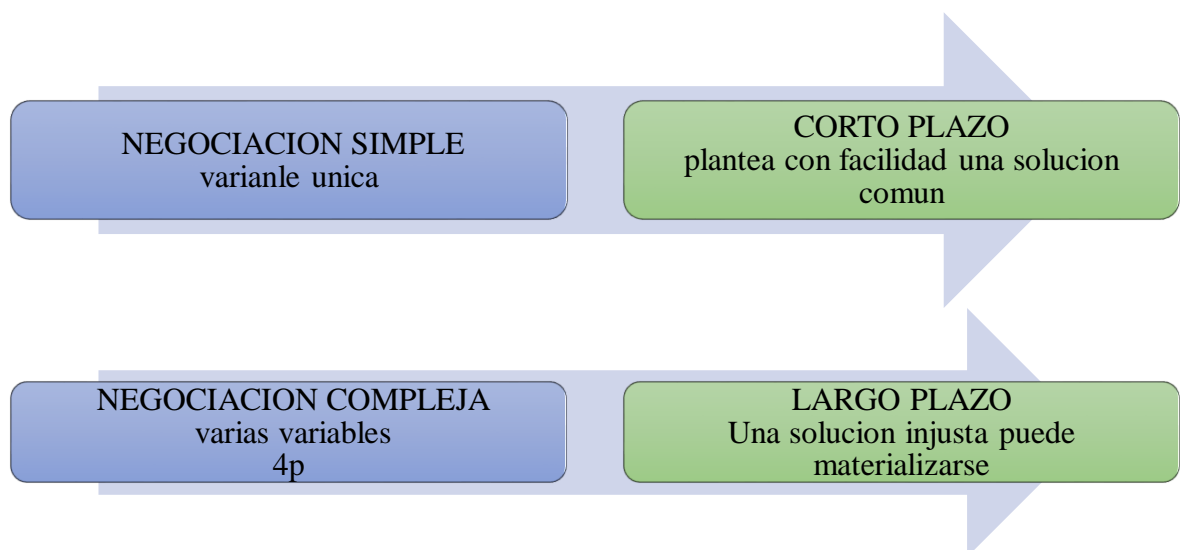 NEGOCIACION SIMPLE
varianle unica
CORTO PLAZO
plantea con facilidad una solucion
comun
NEGOCIACION COMPLEJA
varias variables
4p
LARGO PLAZO
Una solucion injusta puede
materializarse